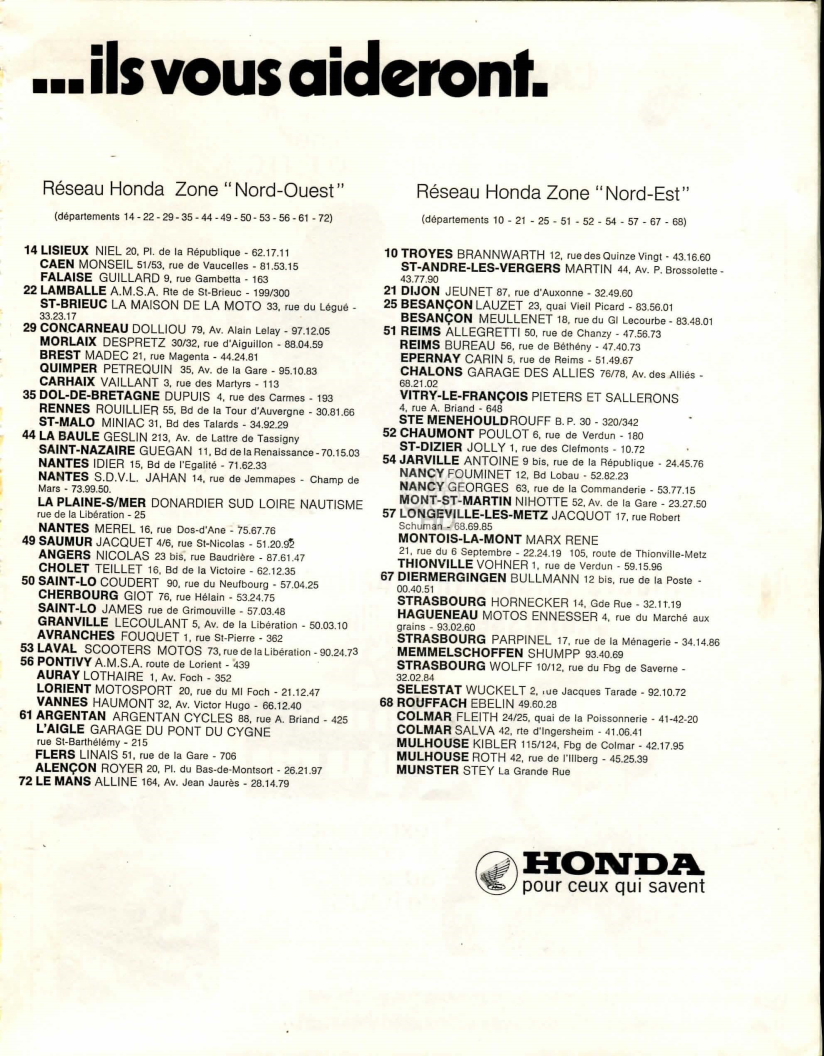 ...ils vous aideront.
Réseau Honda Zone "Nord-Ouest"
(départements 14 - 22 - 29 - 35 - 44 - 49 - 50 - 53 - 56 - 61 - 72)
14 LISIEUX NIEL 20, Pl. de la République - 62.17.11
CAEN MONSEIL 51/53, rue de Vaucelles - 81.53.15
FALAISE GUILLARD 9, rue Gambetta - 163
22 LAMBALLE A.M.S.A. Rte de St-Brieuc - 199/300
ST-BRIEUC LA MAISON DE LA MOTO 33, rue du Légué -
33.23.17
29 CONCARNEAU DOLLIOU 79, Av. Alain Lelay - 97.12.05
MORLAIX DESPRETZ 30/32, rue d'Aiguillon - 88.04.59
BREST MADEC 21, rue Magenta - 44.24.81
QUIMPER PETREQUIN 35, Av. de la Gare - 95.10.83
CARHAIX VAILLANT 3, rue des Martyrs - 113
35 DOL-DE-BRETAGNE DUPUIS 4, rue des Carmes - 193
RENNES ROUILLIER 55, Bd de la Tour d'Auvergne - 30.81.66
ST-MALO MINIAC 31, Bd des Talards - 34.92.29
44 LA BAULE GESLIN 213, Av. de Lattre de Tassigny
SAINT-NAZAIRE GUEGAN 11, Bd de la Renaissance - 70.15.03
NANTES IDIER 15, Bd de l'Egalité - 71.62.33
NANTES S.D.V.L. JAHAN 14, rue de Jemmapes - Champ de
Mars - 73.99.50.
LA PLAINE-S/MER DONARDIER SUD LOIRE NAUTISME
rue de la Libération - 25
NANTES MEREL 16, rue Dos-d'Ane - 75.67.76
49 SAUMUR JACQUET 4/6, rue St-Nicolas - 51.20.92
ANGERS NICOLAS 23 bis, rue Baudrière - 87.61.47
CHOLET TEILLET 16, Bd de la Victoire - 62.12.35
50 SAINT-LO COUDERT 90, rue du Neufbourg - 57.04.25
CHERBOURG GIOT 76, rue Hélain - 53.24.75
SAINT-LO JAMES rue de Grimouville - 57.03.48
GRANVILLE LECOULANT 5, Av. de la Libération - 50.03.10
AVRANCHES FOUQUET 1, rue St-Pierre - 362
53 LAVAL SCOOTERS MOTOS 73, rue de la Libération - 90.24.73
56 PONTIVY A.M.S.A. route de Lorient - 439
AURAY LOTHAIRE 1, Av. Foch - 352
LORIENT MOTOSPORT 20, rue du Ml Foch - 21.12.47
VANNES HAUMONT 32, Av. Victor Hugo - 66.12.40
61 ARGENTAN ARGENTAN CYCLES 88, rue A. Briand - 425
L'AIGLE GARAGE DU PONT DU CYGNE
rue St-Barthélémy - 215
FLERS LINAIS 51, rue de la Gare - 706
ALENÇON ROYER 20, Pl. du Bas-de-Montsort - 26.21.97
72 LE MANS ALLINE 164, Av. Jean Jaurès - 28.14.79
Réseau Honda Zone "Nord-Est"
(départements 10 - 21 - 25 - 51 - 52 - 54 - 57 - 67 - 68)
10 TROYES BRANNWARTH 12, rue des Quinze Vingt - 43.16.60
ST-ANDRE-LES-VERGERS MARTIN 44, Av. P. Brossolette -
43.77.90
21 DIJON JEUNET 87, rue d'Auxonne - 32.49.60
25 BESANÇON LAUZET 23, quai Vieil Picard - 83.56.01
BESANÇON MEULLENET 18, rue du Gl Lecourbe - 83.48.01
51 REIMS ALLEGRETTI 50, rue de Chanzy - 47.56.73
REIMS BUREAU 56, rue de Béthény - 47.40.73
EPERNAY CARIN 5, rue de Reims - 51.49.67
CHALONS GARAGE DES ALLIES 76/78, Av. des Alliés -
68.21.02
VITRY-LE-FRANÇOIS PIETERS ET SALLERONS
4, rue A. Briand - 648
STE MENEHOULD ROUFF B.P. 30 - 320/342
52 CHAUMONT POULOT 6, rue de Verdun - 180
ST-DIZIER JOLLY 1, rue des Clefmonts - 10.72
54 JARVILLE ANTOINE 9 bis, rue de la République - 24.45.76
NANCY FOUMINET 12, Bd Lobau - 52.82.23
NANCY GEORGES 63, rue de la Commanderie - 53.77.15
MONT-ST-MARTIN NIHOTTE 52, Av. de la Gare - 23.27.50
57 LONGEVILLE-LES-METZ JACQUOT 17, rue Robert
Schuman - 68.69.85
MONTOIS-LA-MONT MARX RENE
21, rue du 6 Septembre - 22.24.19 105, route de Thionville-Metz
THIONVILLE VOHNER 1, rue de Verdun - 59.15.96
67 DIERMERGINGEN BULLMANN 12 bis, rue de la Poste -
00.40.51
STRASBOURG HORNECKER 14, Gde Rue - 32.11.19
HAGUENEAU MOTOS ENNESSER 4, rue du Marché aux
grains - 93.02.60
STRASBOURG PARPINEL 17, rue de la Ménagerie - 34.14.86
MEMMELSCHOFFEN SHUMPP 93.40.69
STRASBOURG WOLFF 10/12, rue du Fbg de Saverne -
32.02.84
SELESTAT WUCKELT 2, rue Jacques Tarade - 92.10.72
68 ROUFFACH EBELIN 49.60.28
COLMAR FLEITH 24/25, quai de la Poissonnerie - 41-42-20
COLMAR SALVA 42, rte d'Ingersheim - 41.06.41
MULHOUSE KIBLER 115/124, Fbg de Colmar - 42.17.95
MULHOUSE ROTH 42, rue de l'Illberg - 45.25.39
MUNSTER STEY La Grande Rue
HONDA
pour ceux qui savent